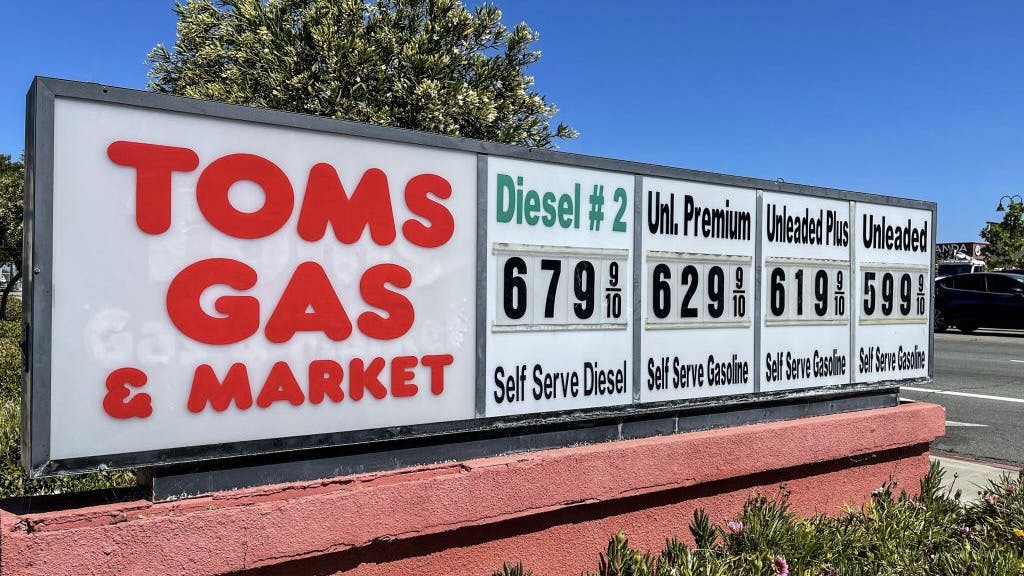 TOMS
GAS
& MARKET
Diesel # 2
679 9/10
Self Serve Diesel
Unl. Premium
629 9/10
Self Serve Gasoline
Unleaded Plus
619 9/10
Self Serve Gasoline
Unleaded
599 9/10
Self Serve Gasoline